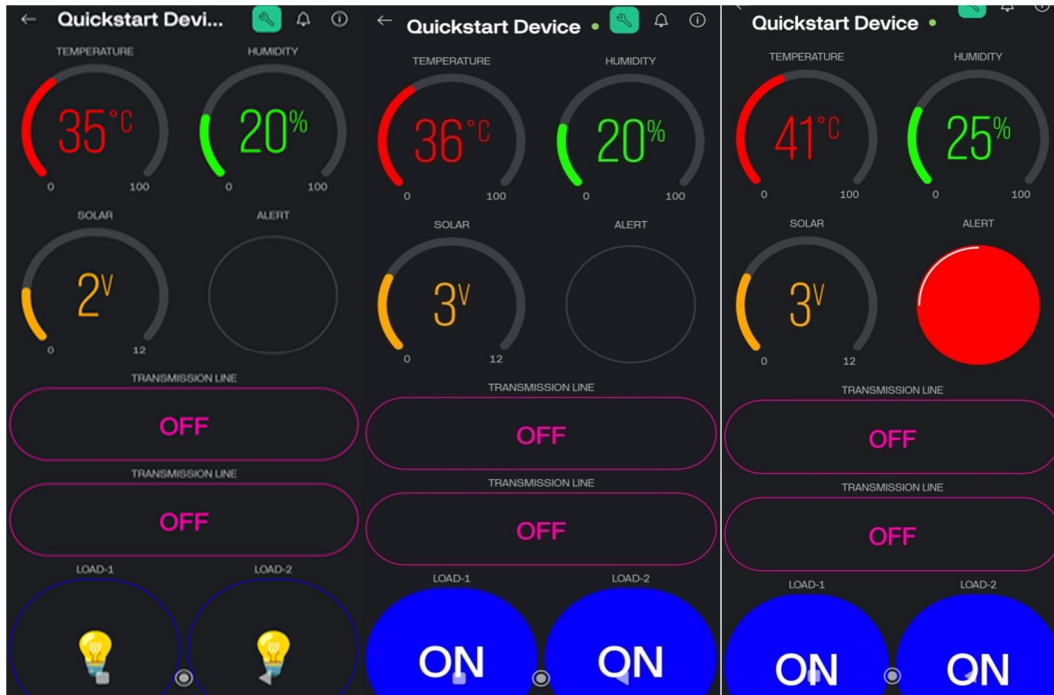 Quickstart Devi...
TEMPERATURE HUMIDITY
35°C 20%
0 100 0 100
SOLAR ALERT
2V
0 12
TRANSMISSION LINE
OFF
TRANSMISSION LINE
OFF
LOAD-1 LOAD-2
Quickstart Device
TEMPERATURE HUMIDITY
36°C 20%
0 100 0 100
SOLAR ALERT
3V
0 12
TRANSMISSION LINE
OFF
TRANSMISSION LINE
OFF
LOAD-1 LOAD-2
ON ON
Quickstart Device
TEMPERATURE HUMIDITY
41°C 25%
0 100 0 100
SOLAR ALERT
3V
0 12
TRANSMISSION LINE
OFF
TRANSMISSION LINE
OFF
LOAD-1 LOAD-2
ON ON